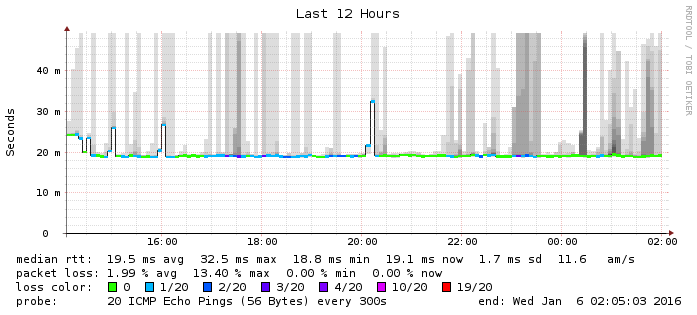 Last 12 Hours
RRDTOOL / TOBI OETIKER
Seconds
40 m
30 m
20 m
10 m
0
16:00 18:00 20:00 22:00 00:00 02:00
median rtt: 19.5 ms avg 32.5 ms max 18.8 ms min 19.1 ms now 1.7 ms sd 11.6 am/s
packet loss: 1.99 % avg 13.40 % max 0.00 % min 0.00 % now
loss color: 0 1/20 2/20 3/20 4/20 10/20 19/20
probe: 20 ICMP Echo Pings (56 Bytes) every 300s end: Wed Jan 6 02:05:03 2016